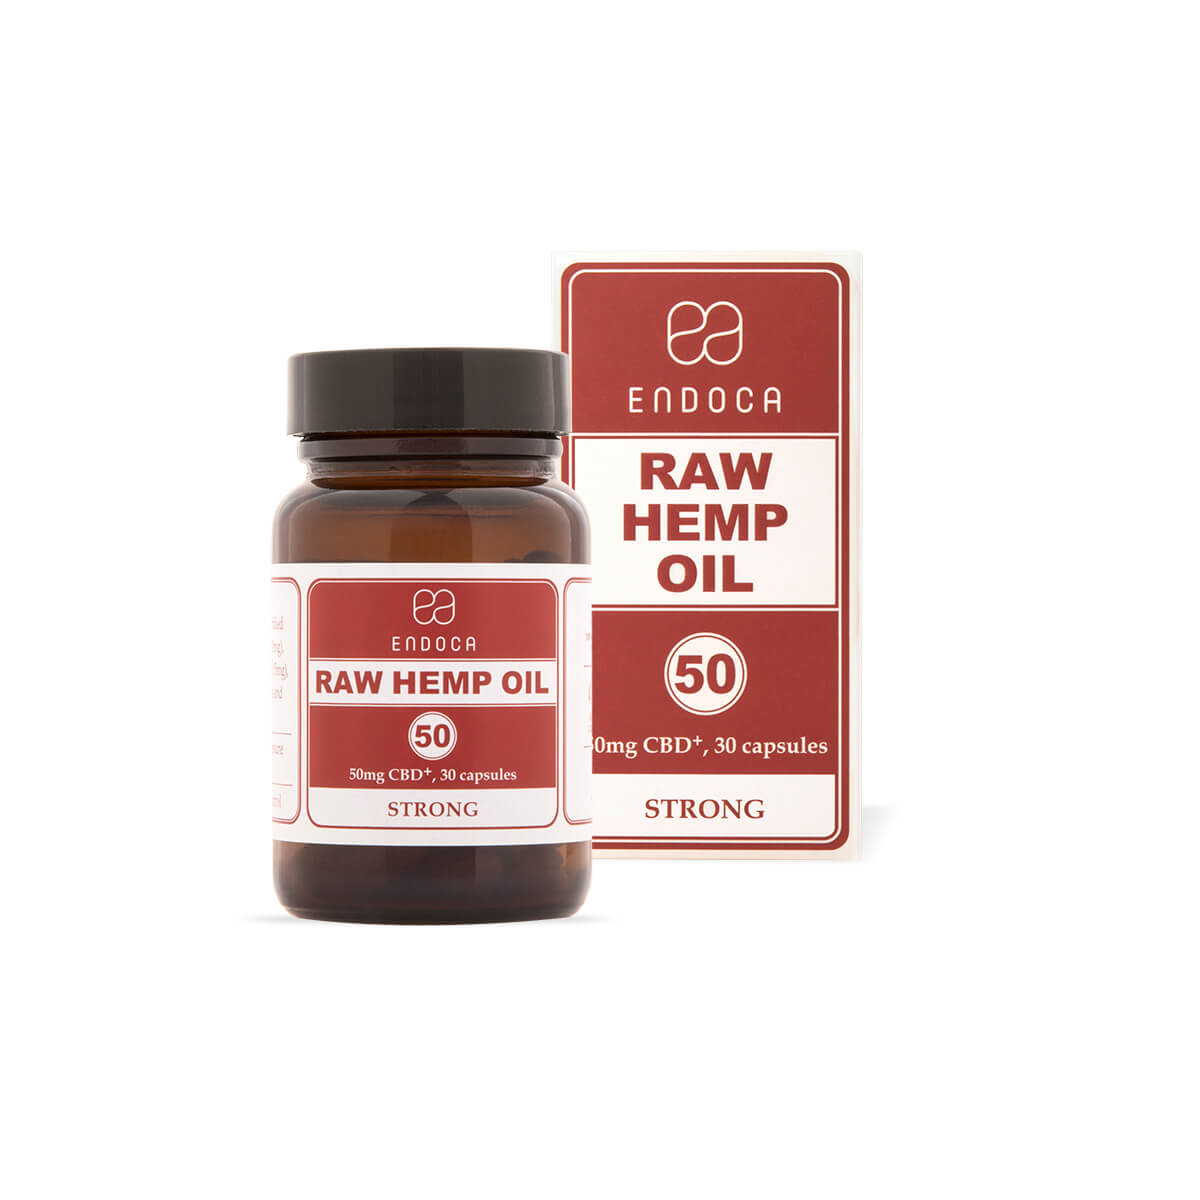 ENDOCA
RAW HEMP OIL
50
50mg CBD⁺, 30 capsules
STRONG
ENDOCA
RAW
HEMP
OIL
50
0mg CBD⁺, 30 capsules
STRONG